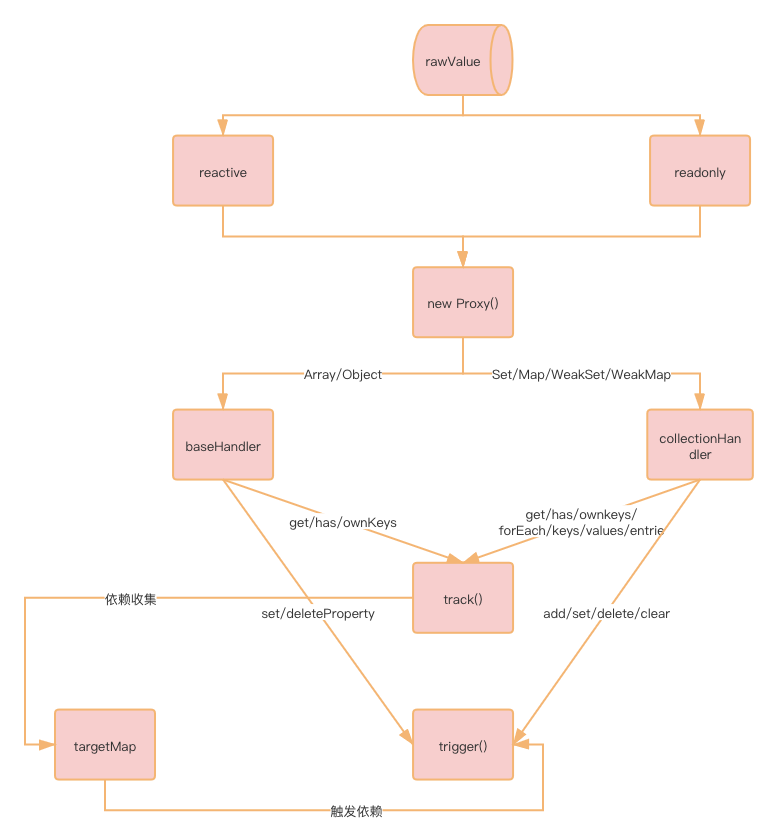 rawValue
reactive
readonly
new Proxy()
Array/Object
Set/Map/WeakSet/WeakMap
baseHandler
collectionHan
dler
get/has/ownKeys
get/has/ownkeys/
forEach/keys/values/entrie
track()
依赖收集
set/deleteProperty
add/set/delete/clear
targetMap
trigger()
触发依赖